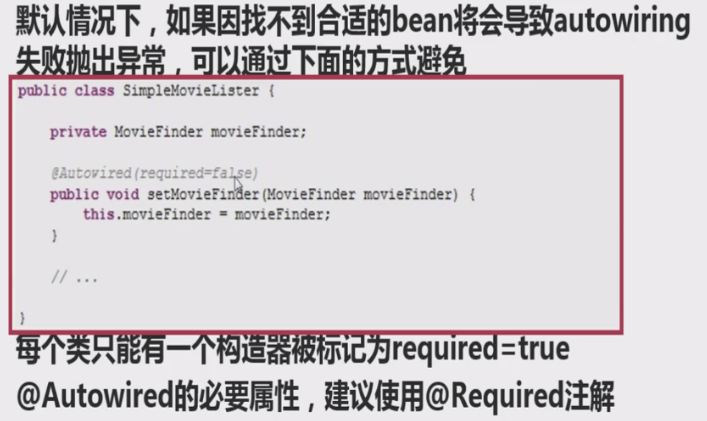 默认情况下，如果因找不到合适的bean将会导致autowiring
失败抛出异常，可以通过下面的方式避免
public class SimpleMovieLister {
private MovieFinder movieFinder;
@Autowired(required=false)
public void setMovieFinder(MovieFinder movieFinder) {
this.movieFinder = movieFinder;
}
// ...
}
每个类只能有一个构造器被标记为required=true
@Autowired的必要属性，建议使用@Required注解